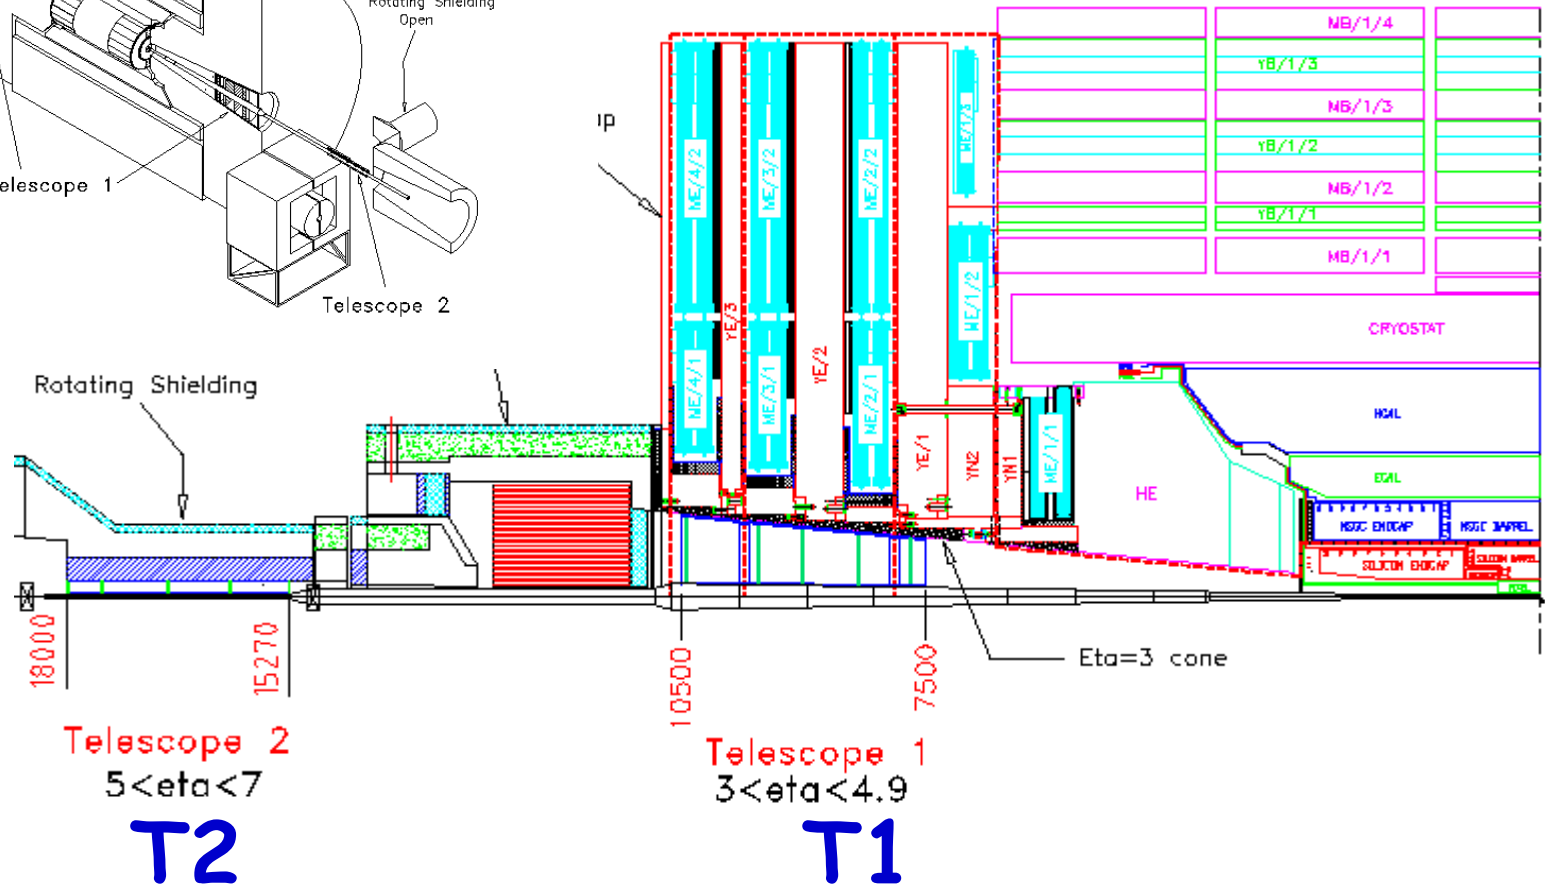 Rotating Shielding
Open
elescope 1
Telescope 2
up
MB/1/4
YB/1/3
MB/1/3
YB/1/2
MB/1/2
YB/1/1
MB/1/1
CRYOSTAT
ME/4/2
ME/3/2
ME/2/2
ME/1/3
ME/1/2
YE/3
YE/2
ME/4/1
ME/3/1
ME/2/1
YE/1
YN2
YN1
ME/1/1
HE
HCAL
ECAL
MSGC ENDCAP
MSGC BARREL
SILICON ENDCAP
SILICON BARREL
Rotating Shielding
18000
15270
10500
7500
Eta=3 cone
Telescope 2
5<eta<7
T2
Telescope 1
3<eta<4.9
T1